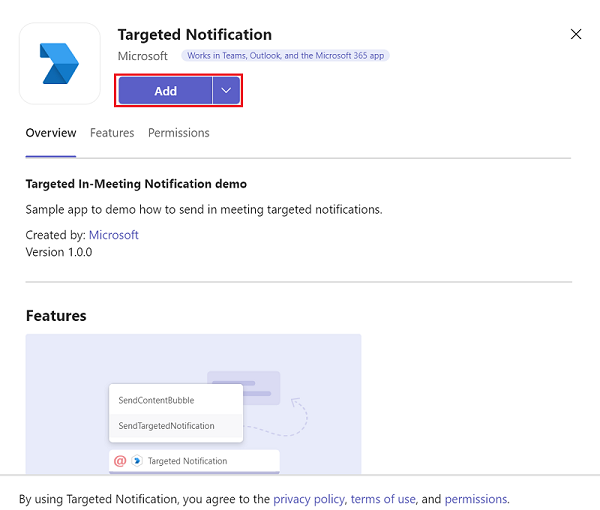 Targeted Notification
Microsoft Works in Teams, Outlook, and the Microsoft 365 app
Add
Overview Features Permissions
Targeted In-Meeting Notification demo
Sample app to demo how to send in meeting targeted notifications.
Created by: Microsoft
Version 1.0.0
Features
SendContentBubble
SendTargetedNotification
@ Targeted Notification
By using Targeted Notification, you agree to the privacy policy, terms of use, and permissions.